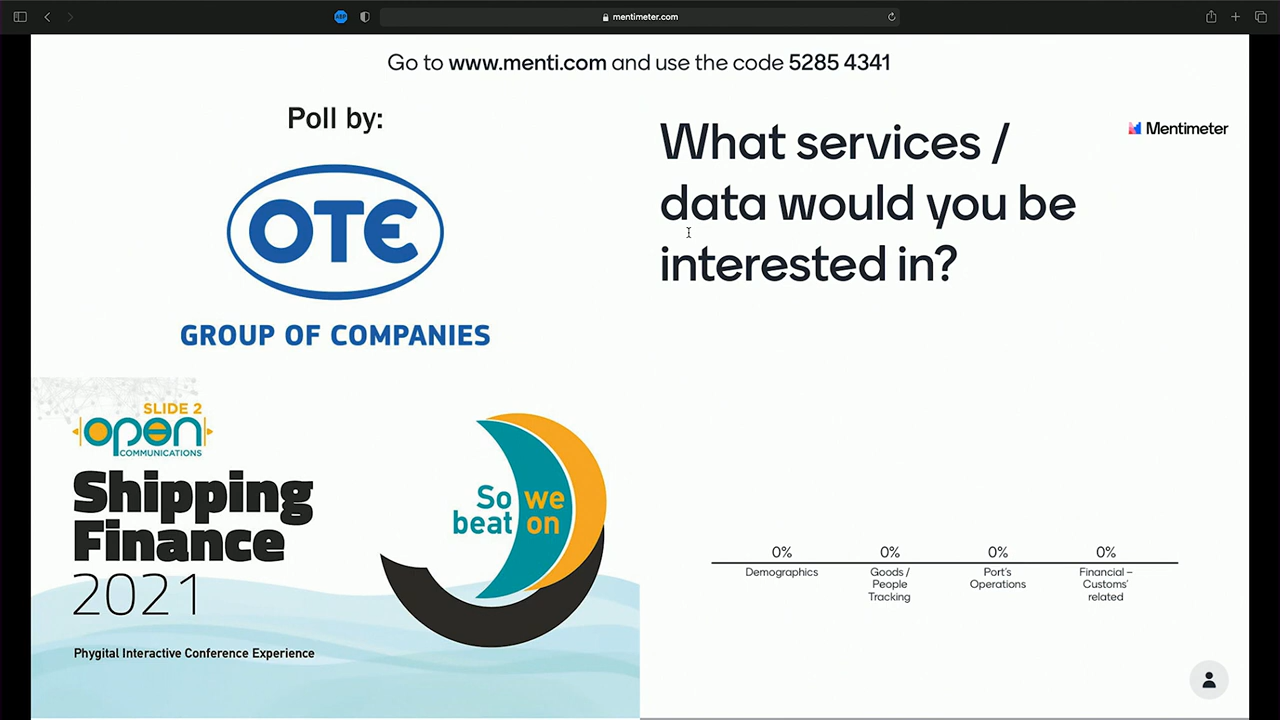 ABP
mentimeter.com
Go to www.menti.com and use the code 5285 4341
Poll by:
OTE
GROUP OF COMPANIES
SLIDE 2
open
COMMUNICATIONS
Shipping
Finance
2021
Phygital Interactive Conference Experience
So we
beat on
What services /
data would you be
interested in?
Mentimeter
0%
Demographics
0%
Goods /
People
Tracking
0%
Port's
Operations
0%
Financial –
Customs'
related